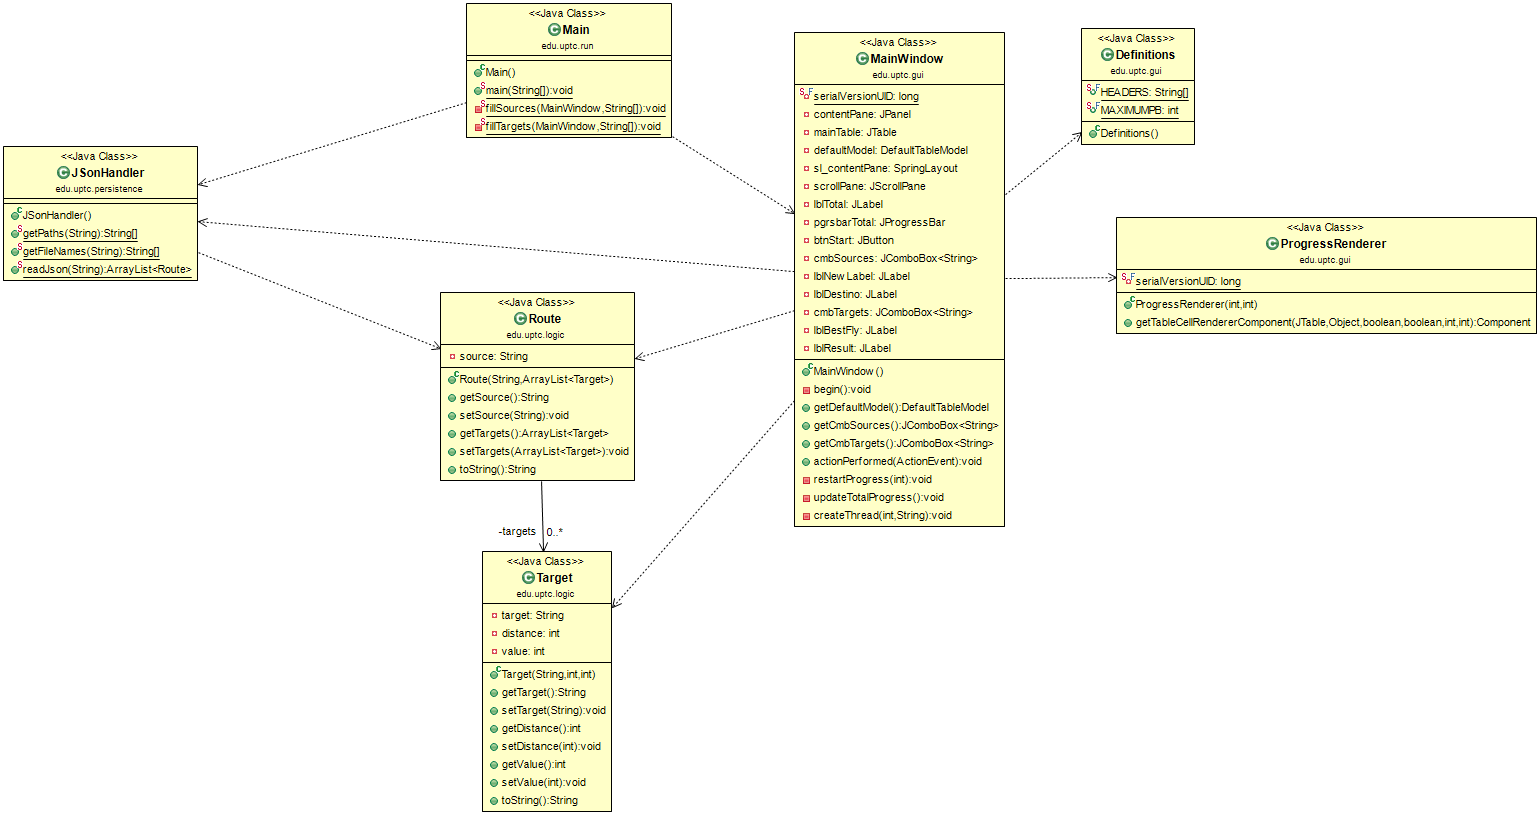 <<Java Class>>
Main
edu.uptc.run
Main()
main(String[]):void
fillSources(MainWindow,String[]):void
fillTargets(MainWindow,String[]):void
<<Java Class>>
MainWindow
edu.uptc.gui
serialVersionUID: long
contentPane: JPanel
mainTable: JTable
defaultModel: DefaultTableModel
sl_contentPane: SpringLayout
scrollPane: JScrollPane
lblTotal: JLabel
pgrsbarTotal: JProgressBar
btnStart: JButton
cmbSources: JComboBox<String>
lblNewLabel: JLabel
lblDestino: JLabel
cmbTargets: JComboBox<String>
lblBestFly: JLabel
lblResult: JLabel
MainWindow()
begin():void
getDefaultModel():DefaultTableModel
getCmbSources():JComboBox<String>
getCmbTargets():JComboBox<String>
actionPerformed(ActionEvent):void
restartProgress(int):void
updateTotalProgress():void
createThread(int,String):void
<<Java Class>>
Definitions
edu.uptc.gui
HEADERS: String[]
MAXIMUMPB: int
Definitions()
<<Java Class>>
JSonHandler
edu.uptc.persistence
JSonHandler()
getPaths(String):String[]
getFileNames(String):String[]
readJson(String):ArrayList<Route>
<<Java Class>>
ProgressRenderer
edu.uptc.gui
serialVersionUID: long
ProgressRenderer(int,int)
getTableCellRendererComponent(JTable,Object,boolean,boolean,int,int):Component
<<Java Class>>
Route
edu.uptc.logic
source: String
Route(String,ArrayList<Target>)
getSource():String
setSource(String):void
getTargets():ArrayList<Target>
setTargets(ArrayList<Target>):void
toString():String
-targets 0..*
<<Java Class>>
Target
edu.uptc.logic
target: String
distance: int
value: int
Target(String,int,int)
getTarget():String
setTarget(String):void
getDistance():int
setDistance(int):void
getValue():int
setValue(int):void
toString():String